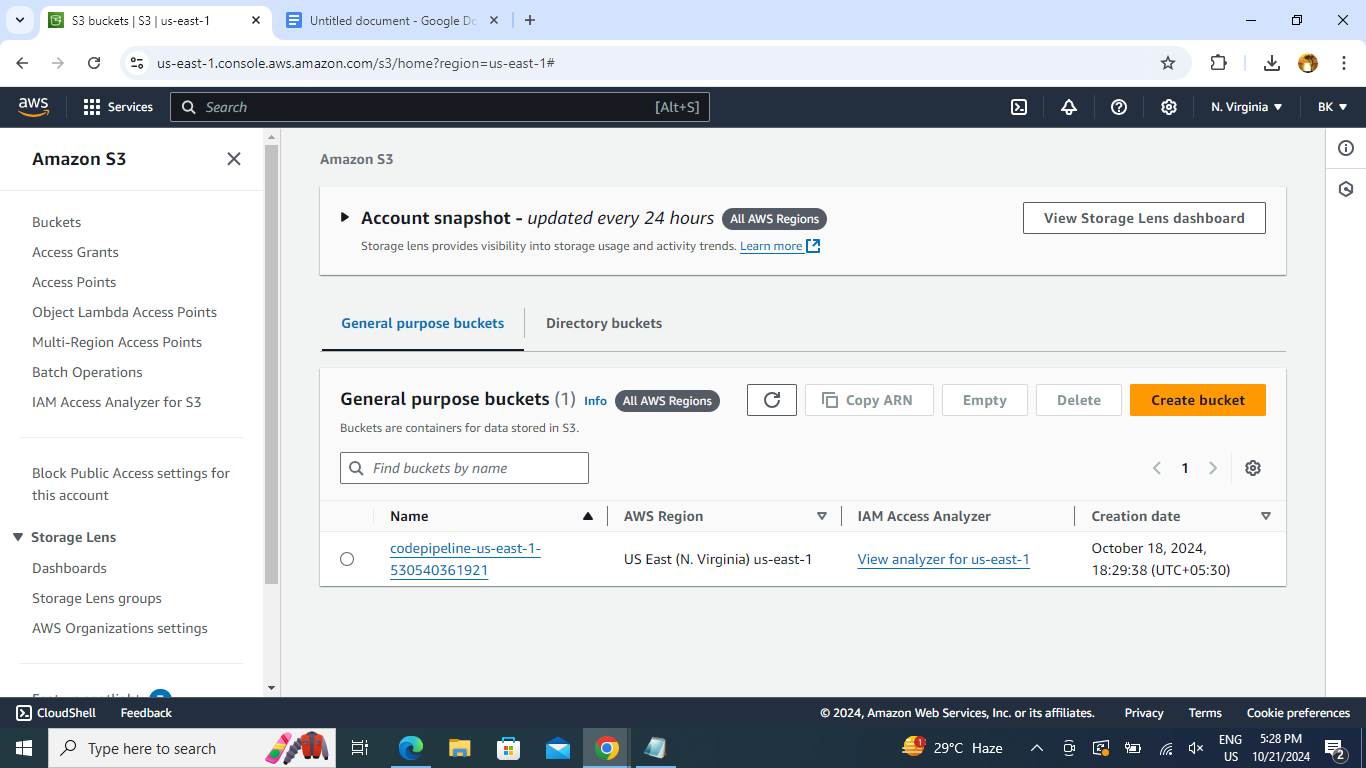 S3 buckets | S3 | us-east-1
Untitled document - Google Do
us-east-1.console.aws.amazon.com/s3/home?region=us-east-1#
aws
Services
Search
[Alt+S]
N. Virginia
BK
Amazon S3
Buckets
Access Grants
Access Points
Object Lambda Access Points
Multi-Region Access Points
Batch Operations
IAM Access Analyzer for S3
Block Public Access settings for
this account
Storage Lens
Dashboards
Storage Lens groups
AWS Organizations settings
Amazon S3
Account snapshot - updated every 24 hours All AWS Regions
View Storage Lens dashboard
Storage lens provides visibility into storage usage and activity trends. Learn more
General purpose buckets
Directory buckets
General purpose buckets (1) Info All AWS Regions
Copy ARN
Empty
Delete
Create bucket
Buckets are containers for data stored in S3.
Find buckets by name
1
Name
AWS Region
IAM Access Analyzer
Creation date
codepipeline-us-east-1-
530540361921
US East (N. Virginia) us-east-1
View analyzer for us-east-1
October 18, 2024,
18:29:38 (UTC+05:30)
CloudShell
Feedback
© 2024, Amazon Web Services, Inc. or its affiliates.
Privacy
Terms
Cookie preferences
Type here to search
1
29°C Haze
ENG
US
5:28 PM
10/21/2024
2